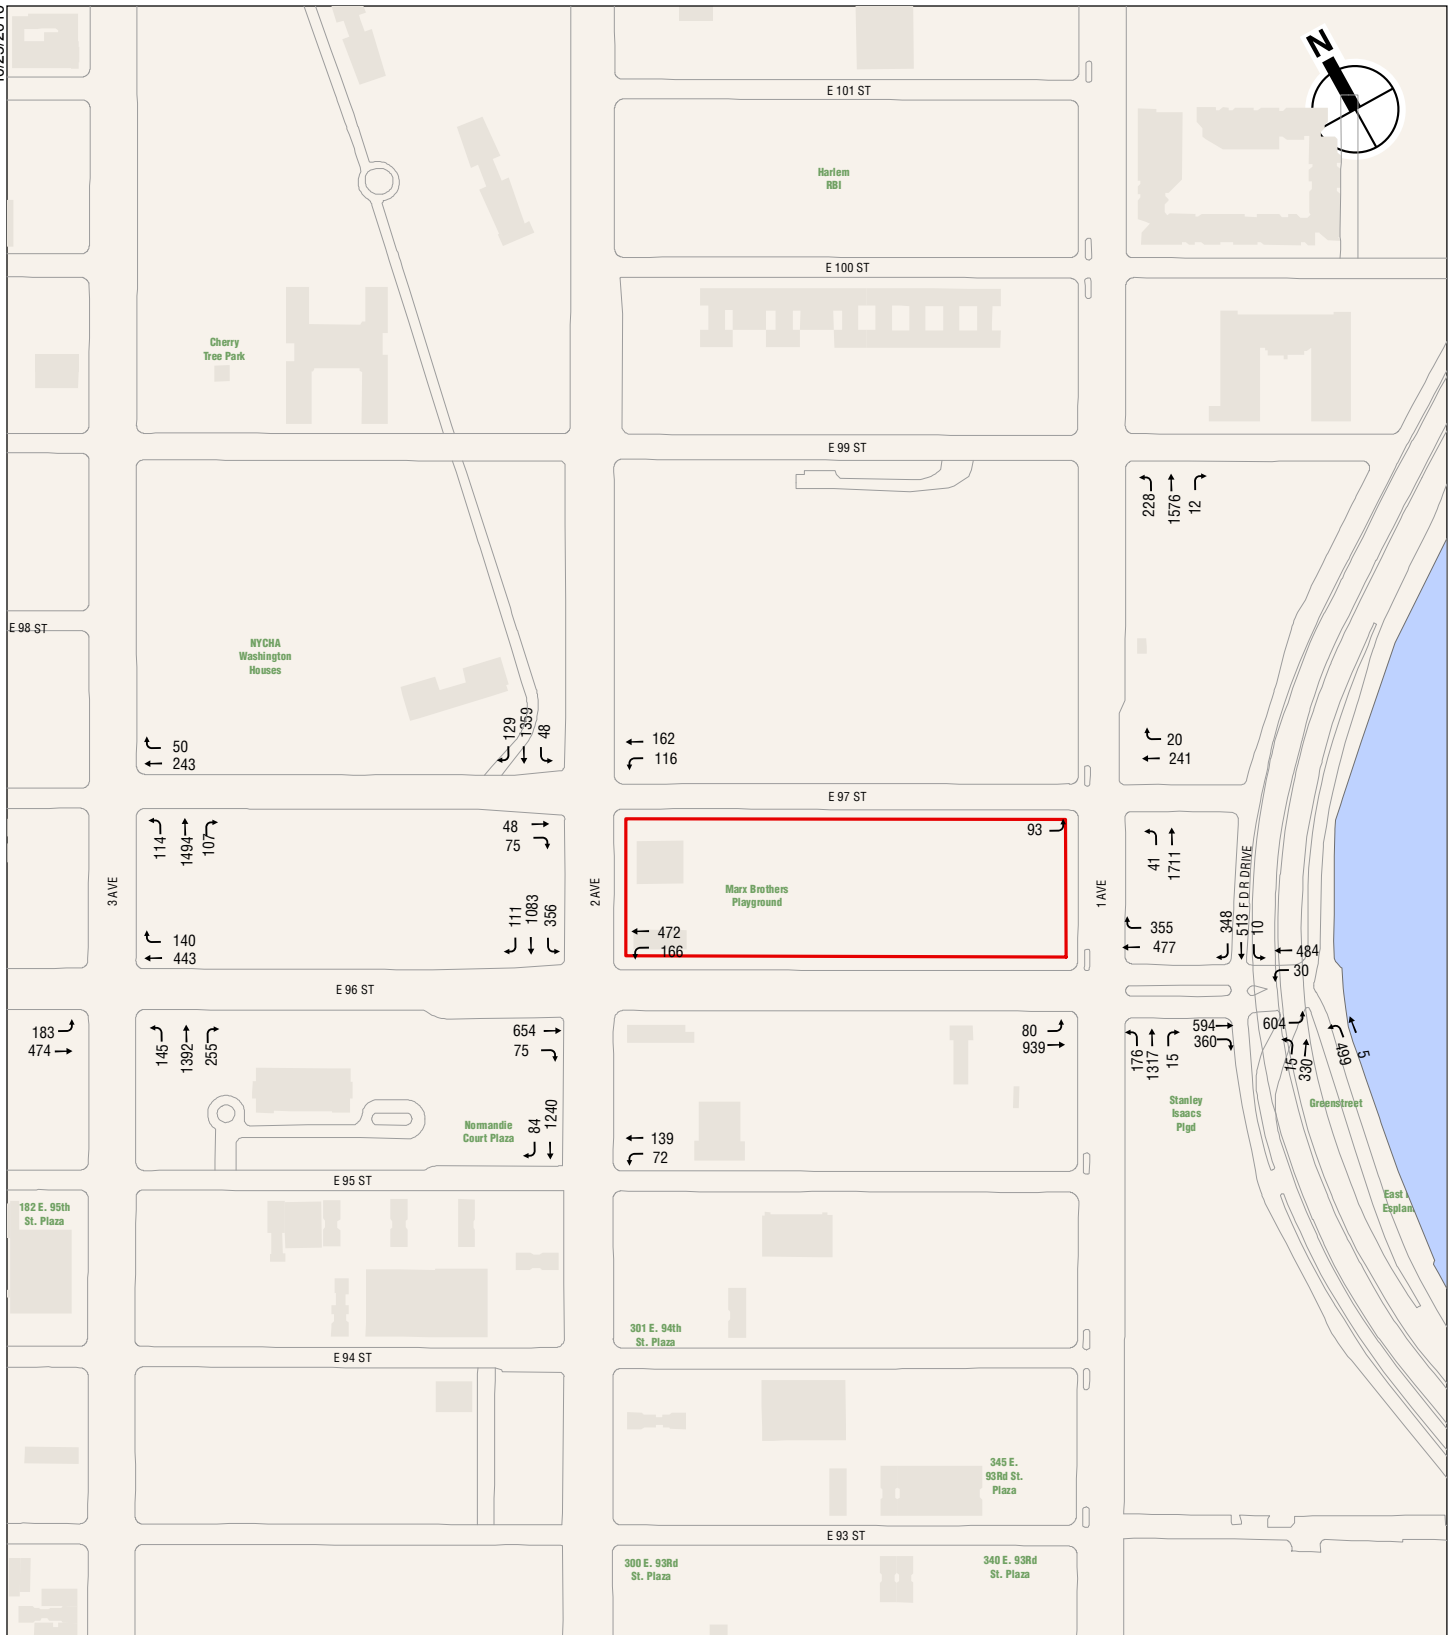 N
E 101 ST
Harlem
RBI
E 100 ST
Cherry
Tree Park
E 99 ST
228
1576
12
E 98 ST
NYCHA
Washington
Houses
129
1359
48
50
243
162
116
20
241
E 97 ST
114
1494
107
48
75
93
41
1711
3 AVE
2 AVE
1 AVE
F D R DRIVE
Marx Brothers
Playground
111
1083
356
140
443
472
166
355
477
348
513
10
484
30
E 96 ST
183
474
145
1392
255
654
75
80
939
176
1317
15
594
360
604
15
330
499
5
Stanley
Isaacs
Plgd
Greenstreet
Normandie
Court Plaza
84
1240
139
72
E 95 ST
182 E. 95th
St. Plaza
East
Esplan
301 E. 94th
St. Plaza
E 94 ST
345 E.
93Rd St.
Plaza
E 93 ST
300 E. 93Rd
St. Plaza
340 E. 93Rd
St. Plaza